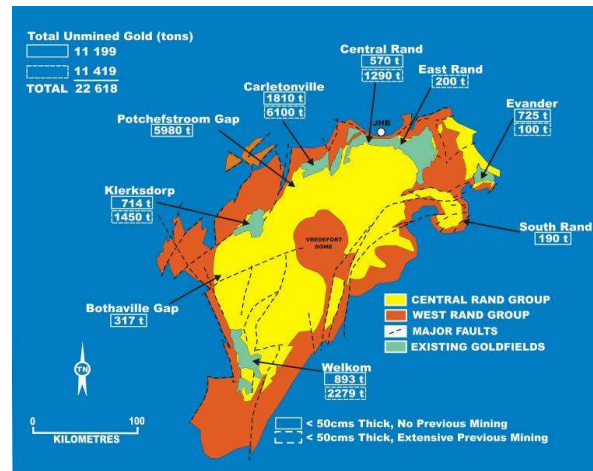 Total Unmined Gold (tons)
11 199
11 419
TOTAL 22 618
Central Rand
570 t
1290 t
East Rand
200 t
Carletonville
1810 t
6100 t
JHB
Evander
725 t
100 t
Potchefstroom Gap
5980 t
Klerksdorp
714 t
1450 t
VREDEFORT
DOME
South Rand
190 t
Bothaville Gap
317 t
CENTRAL RAND GROUP
WEST RAND GROUP
MAJOR FAULTS
EXISTING GOLDFIELDS
Welkom
893 t
2279 t
TN
0 100
KILOMETRES
< 50cms Thick, No Previous Mining
< 50cms Thick, Extensive Previous Mining